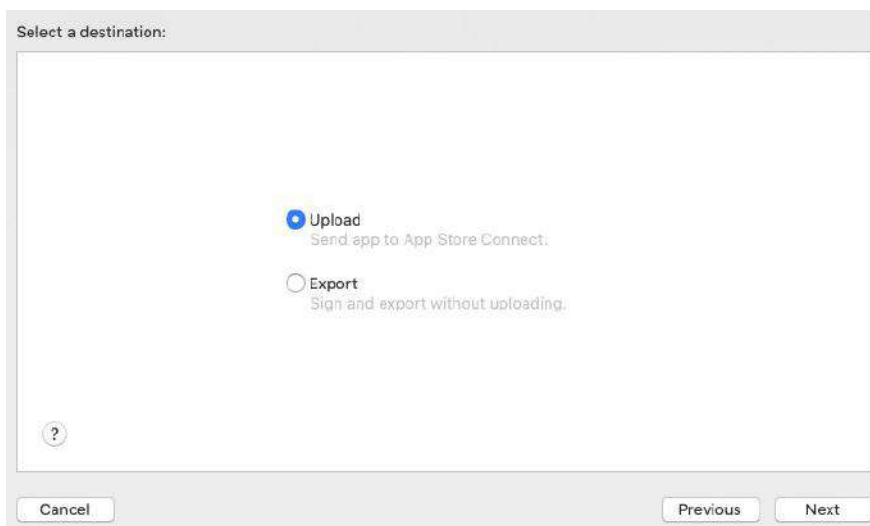 Select a destination:
Upload
Send app to App Store Connect.
Export
Sign and export without uploading.
?
Cancel
Previous
Next